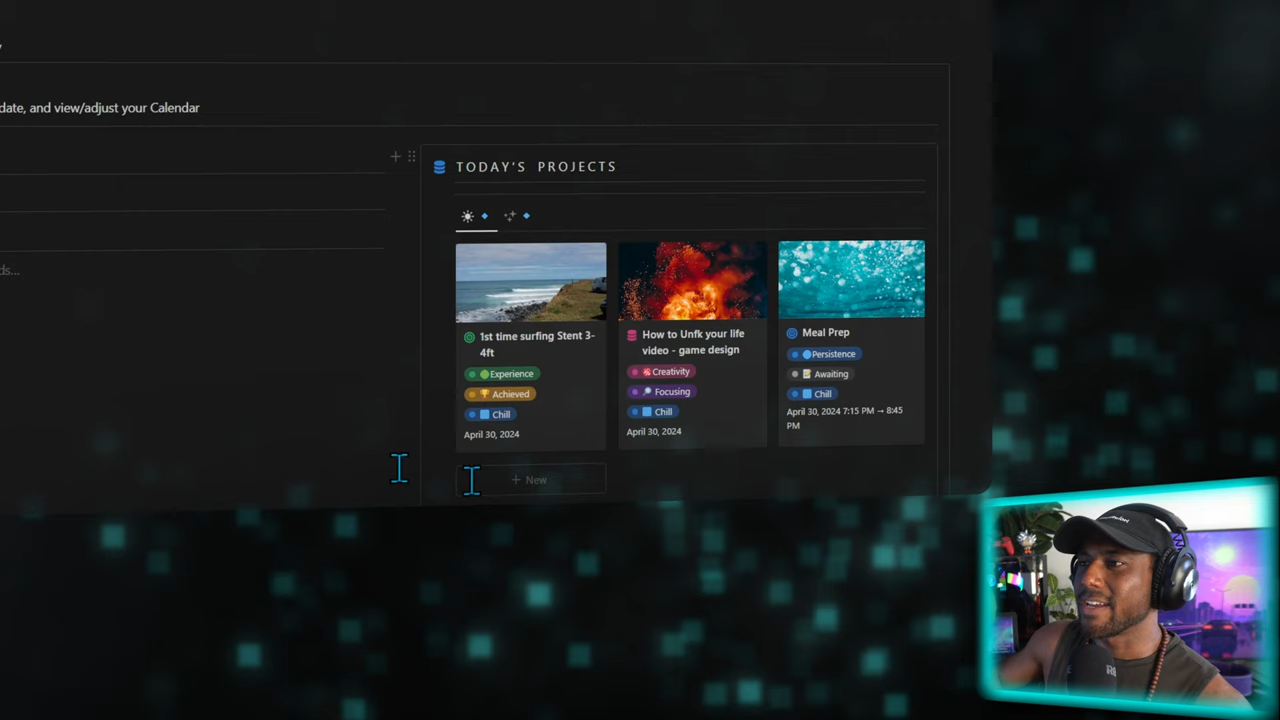 date, and view/adjust your Calendar
TODAY'S PROJECTS
ds...
1st time surfing Stent 3-
4ft
Experience
Achieved
Chill
April 30, 2024
How to Unfk your life
video - game design
Creativity
Focusing
Chill
April 30, 2024
Meal Prep
Persistence
Awaiting
Chill
April 30, 2024 7:15 PM → 8:45
PM
+ New